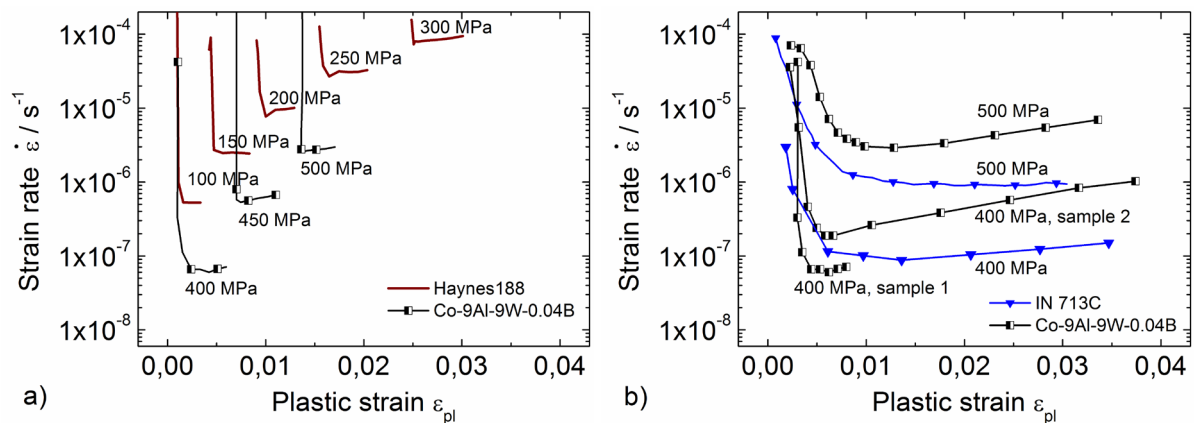 1x10⁻⁴
1x10⁻⁵
1x10⁻⁶
1x10⁻⁷
1x10⁻⁸
Strain rate ε̇ / s⁻¹
300 MPa
250 MPa
200 MPa
150 MPa
100 MPa
500 MPa
450 MPa
400 MPa
Haynes188
Co-9Al-9W-0.04B
0,00 0,01 0,02 0,03 0,04
a) Plastic strain εpl
1x10⁻⁴
1x10⁻⁵
1x10⁻⁶
1x10⁻⁷
1x10⁻⁸
Strain rate ε̇ / s⁻¹
500 MPa
500 MPa
400 MPa, sample 2
400 MPa
400 MPa, sample 1
IN 713C
Co-9Al-9W-0.04B
0,00 0,01 0,02 0,03 0,04
b) Plastic strain εpl